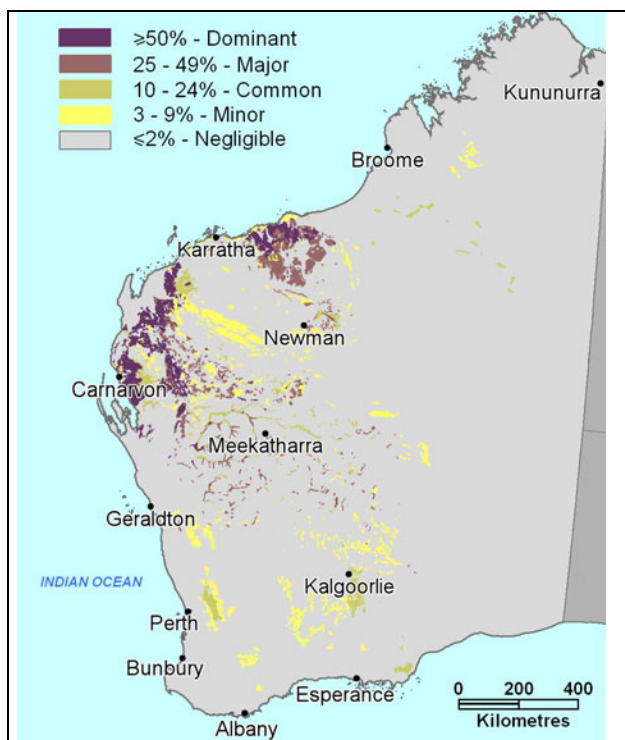 ≥50% - Dominant
25 - 49% - Major
10 - 24% - Common
3 - 9% - Minor
≤2% - Negligible
Kununurra
Broome
Karratha
Newman
Carnarvon
Meekatharra
Geraldton
INDIAN OCEAN
Kalgoorlie
Perth
Bunbury
Esperance
Albany
0 200 400
Kilometres